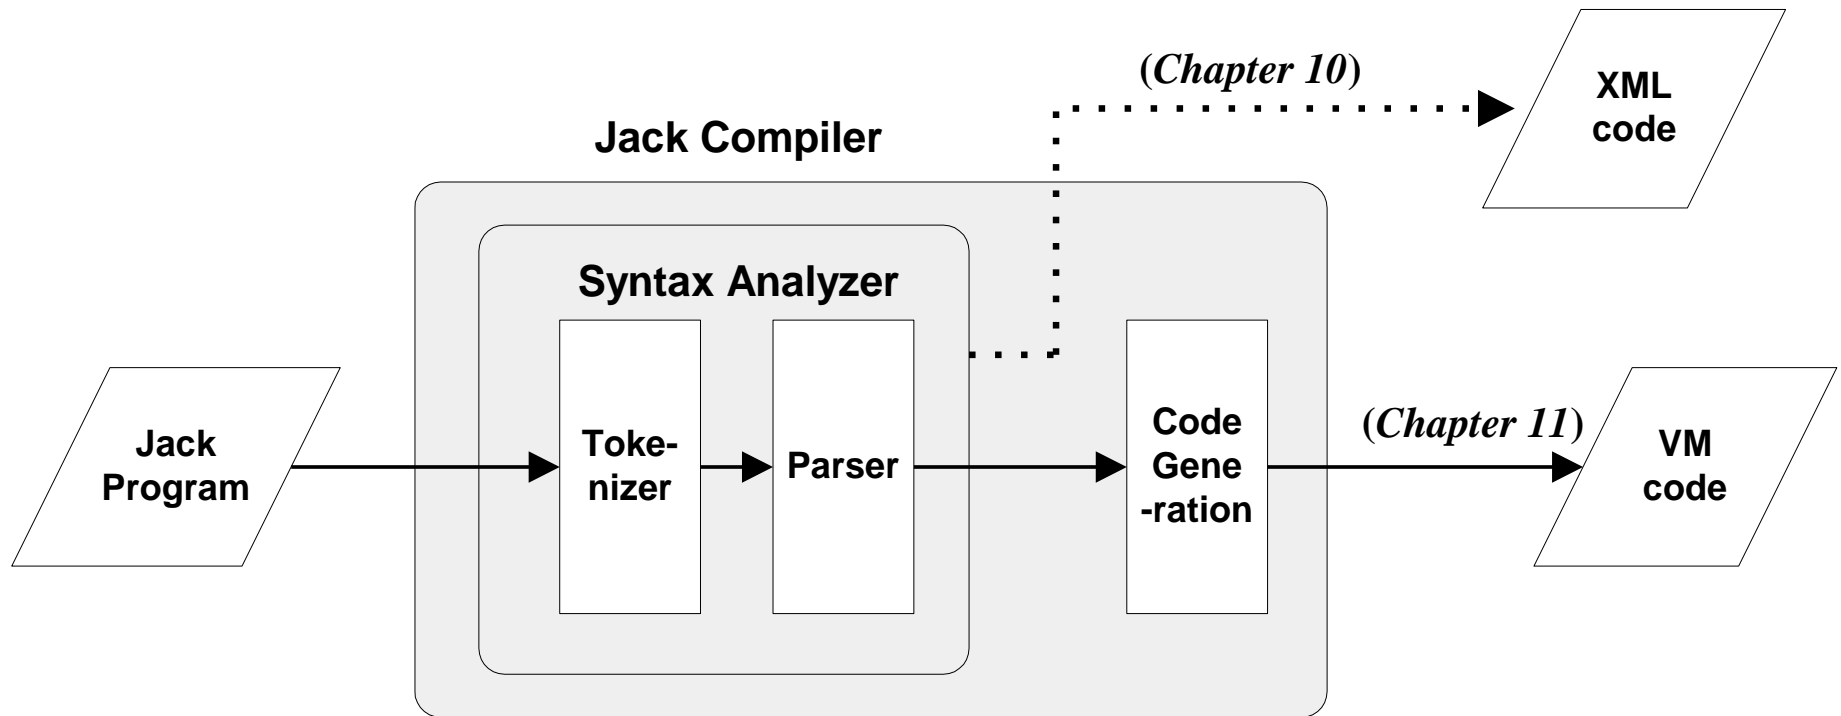 (Chapter 10)
XML
code
Jack Compiler
Syntax Analyzer
Jack
Program
Toke-
nizer
Parser
Code
Gene
-ration
(Chapter 11)
VM
code